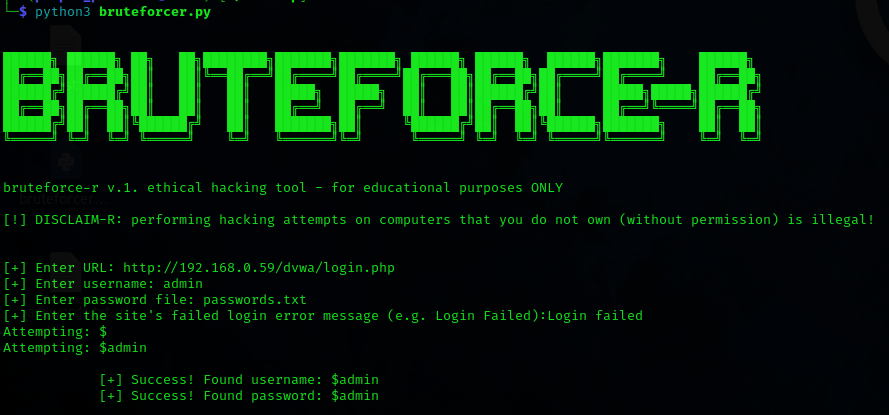 └─$ python3 bruteforcer.py
BRUTEFORCE-R
bruteforce-r v.1. ethical hacking tool - for educational purposes ONLY
[!] DISCLAIM-R: performing hacking attempts on computers that you do not own (without permission) is illegal!
[+] Enter URL: http://192.168.0.59/dvwa/login.php
[+] Enter username: admin
[+] Enter password file: passwords.txt
[+] Enter the site's failed login error message (e.g. Login Failed):Login failed
Attempting: $
Attempting: $admin
[+] Success! Found username: $admin
[+] Success! Found password: $admin